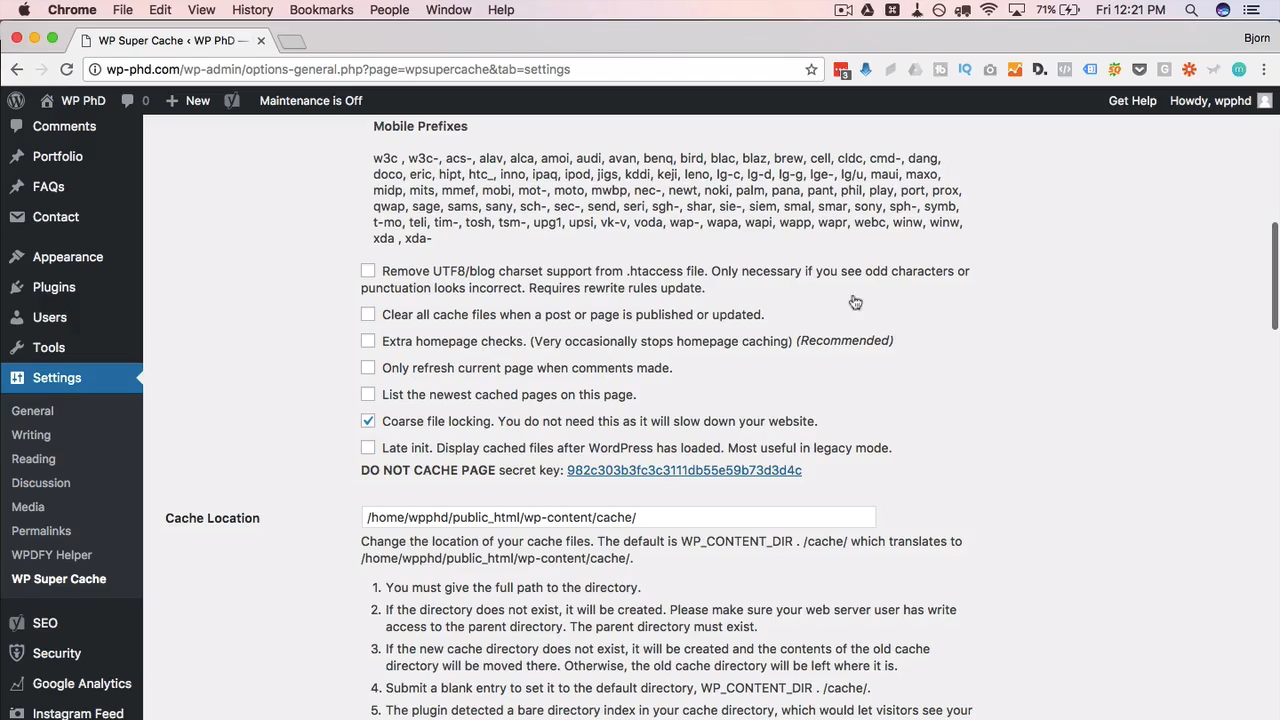 Chrome File Edit View History Bookmarks People Window Help 71% Fri 12:21 PM
WP Super Cache ‹ WP PhD — Bjorn
wp-phd.com/wp-admin/options-general.php?page=wpsupercache&tab=settings 3
WP PhD 0 New Maintenance is Off Get Help Howdy, wpphd
Comments
Portfolio
FAQs
Contact
Appearance
Plugins
Users
Tools
Settings
General
Writing
Reading
Discussion
Media
Permalinks
WPDFY Helper
WP Super Cache
SEO
Security
Google Analytics
Instagram Feed
Mobile Prefixes
w3c , w3c-, acs-, alav, alca, amoi, audi, avan, benq, bird, blac, blaz, brew, cell, cldc, cmd-, dang,
doco, eric, hipt, htc_, inno, ipaq, ipod, jigs, kddi, keji, leno, lg-c, lg-d, lg-g, lge-, lg/u, maui, maxo,
midp, mits, mmef, mobi, mot-, moto, mwbp, nec-, newt, noki, palm, pana, pant, phil, play, port, prox,
qwap, sage, sams, sany, sch-, sec-, send, seri, sgh-, shar, sie-, siem, smal, smar, sony, sph-, symb,
t-mo, teli, tim-, tosh, tsm-, upg1, upsi, vk-v, voda, wap-, wapa, wapi, wapp, wapr, webc, winw, winw,
xda , xda-
Remove UTF8/blog charset support from .htaccess file. Only necessary if you see odd characters or
punctuation looks incorrect. Requires rewrite rules update.
Clear all cache files when a post or page is published or updated.
Extra homepage checks. (Very occasionally stops homepage caching) (Recommended)
Only refresh current page when comments made.
List the newest cached pages on this page.
Coarse file locking. You do not need this as it will slow down your website.
Late init. Display cached files after WordPress has loaded. Most useful in legacy mode.
DO NOT CACHE PAGE secret key: 982c303b3fc3c3111db55e59b73d3d4c
Cache Location /home/wpphd/public_html/wp-content/cache/
Change the location of your cache files. The default is WP_CONTENT_DIR . /cache/ which translates to
/home/wpphd/public_html/wp-content/cache/.
1. You must give the full path to the directory.
2. If the directory does not exist, it will be created. Please make sure your web server user has write
access to the parent directory. The parent directory must exist.
3. If the new cache directory does not exist, it will be created and the contents of the old cache
directory will be moved there. Otherwise, the old cache directory will be left where it is.
4. Submit a blank entry to set it to the default directory, WP_CONTENT_DIR . /cache/.
5. The plugin detected a bare directory index in your cache directory, which would let visitors see your